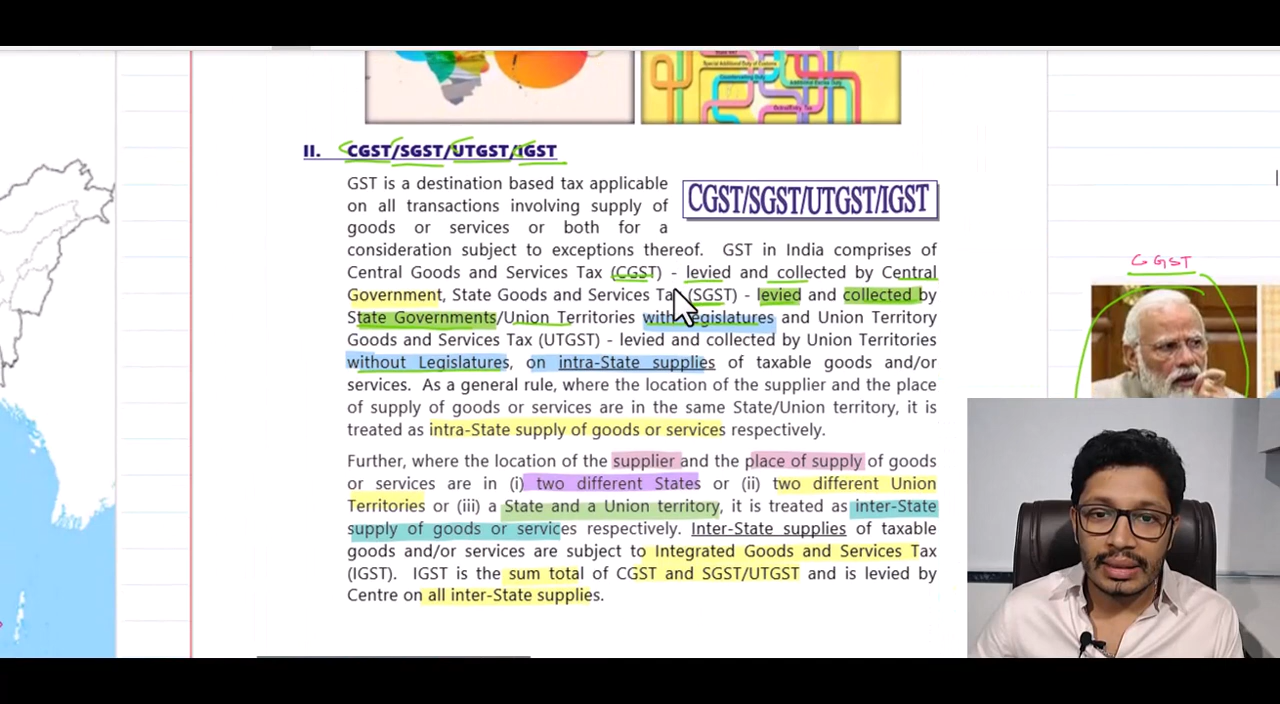 Special Additional Duty of Customs
Countervailing Duty
Additional Excise Duty
II. CGST/SGST/UTGST/IGST
GST is a destination based tax applicable
on all transactions involving supply of
goods or services or both for a
CGST/SGST/UTGST/IGST
consideration subject to exceptions thereof. GST in India comprises of
Central Goods and Services Tax (CGST) - levied and collected by Central
Government, State Goods and Services Tax (SGST) - levied and collected by
State Governments/Union Territories with Legislatures and Union Territory
Goods and Services Tax (UTGST) - levied and collected by Union Territories
without Legislatures, on intra-State supplies of taxable goods and/or
services. As a general rule, where the location of the supplier and the place
of supply of goods or services are in the same State/Union territory, it is
treated as intra-State supply of goods or services respectively.
Further, where the location of the supplier and the place of supply of goods
or services are in (i) two different States or (ii) two different Union
Territories or (iii) a State and a Union territory, it is treated as inter-State
supply of goods or services respectively. Inter-State supplies of taxable
goods and/or services are subject to Integrated Goods and Services Tax
(IGST). IGST is the sum total of CGST and SGST/UTGST and is levied by
Centre on all inter-State supplies.
CGST